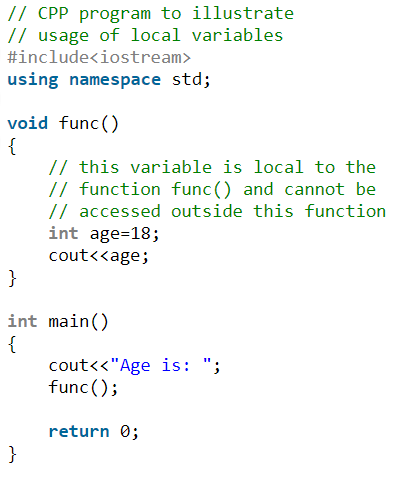 // CPP program to illustrate
// usage of local variables
#include<iostream>
using namespace std;
void func()
{
    // this variable is local to the
    // function func() and cannot be
    // accessed outside this function
    int age=18;
    cout<<age;
}
int main()
{
    cout<<"Age is: ";
    func();
    return 0;
}